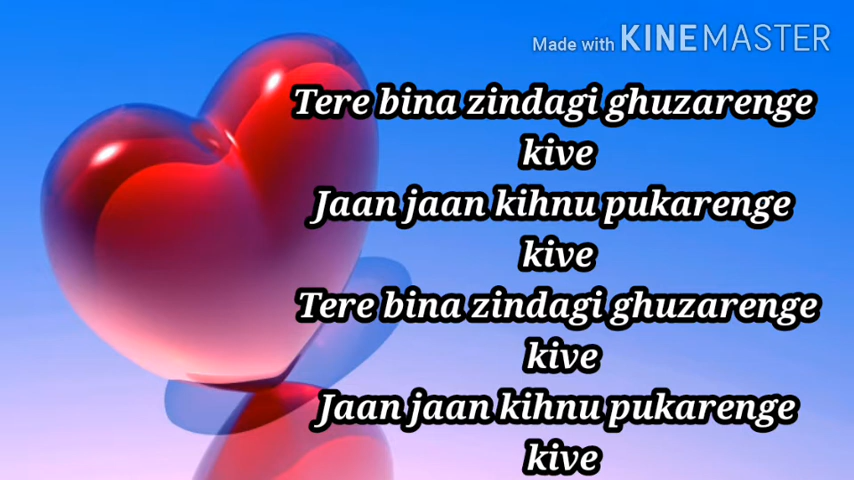 Made with KINEMASTER
Tere bina zindagi ghuzarenge
kive
Jaan jaan kihnu pukarenge
kive
Tere bina zindagi ghuzarenge
kive
Jaan jaan kihnu pukarenge
kive